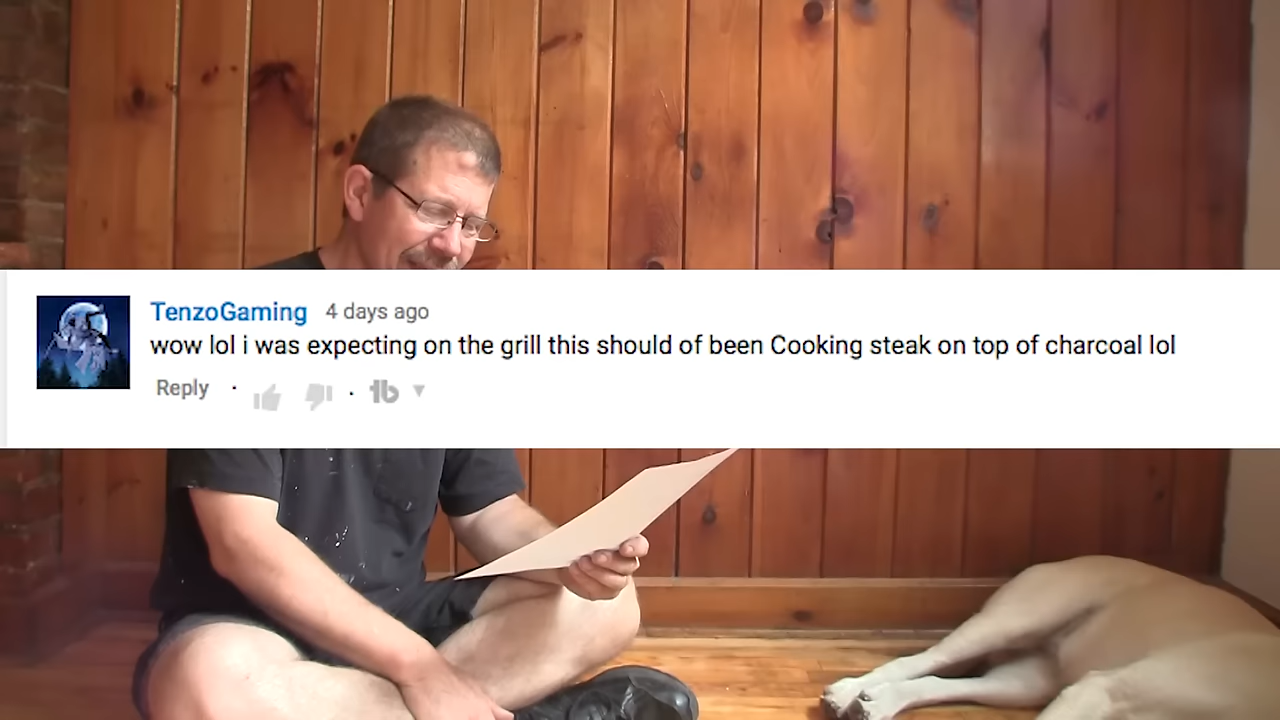 TenzoGaming 4 days ago
wow lol i was expecting on the grill this should of been Cooking steak on top of charcoal lol
Reply